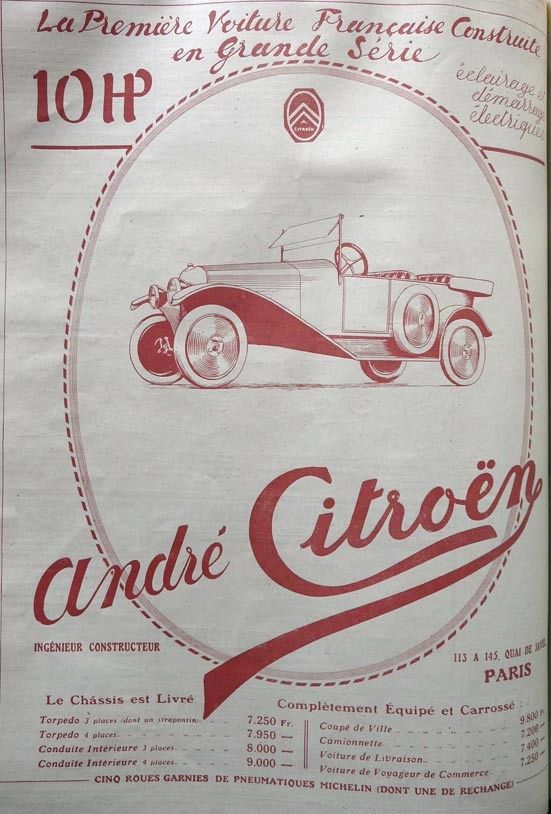 La Première Voiture Française Construite
en Grande Série
10 HP
éclairage et
démarrage
électriques
CITROËN
André Citroën
INGÉNIEUR CONSTRUCTEUR
113 A 145, QUAI DE
PARIS
Le Châssis est Livré
Complètement Équipé et Carrossé :
Torpedo 3 places (dont un strapontin). .. .. 7.250 Fr.
Torpedo 4 places.. .. .. .. .. 7.950 —
Conduite Intérieure 3 places.. .. .. .. 8.000 —
Conduite Intérieure 4 places.. .. .. .. 9.000 —
Coupé de Ville .. .. .. .. .. 9.800 Fr
Camionnette .. .. .. .. .. 7.200 —
Voiture de Livraison.. .. .. .. .. 7.400 —
Voiture de Voyageur de Commerce .. .. 7.250 —
CINQ ROUES GARNIES DE PNEUMATIQUES MICHELIN (DONT UNE DE RECHANGE)